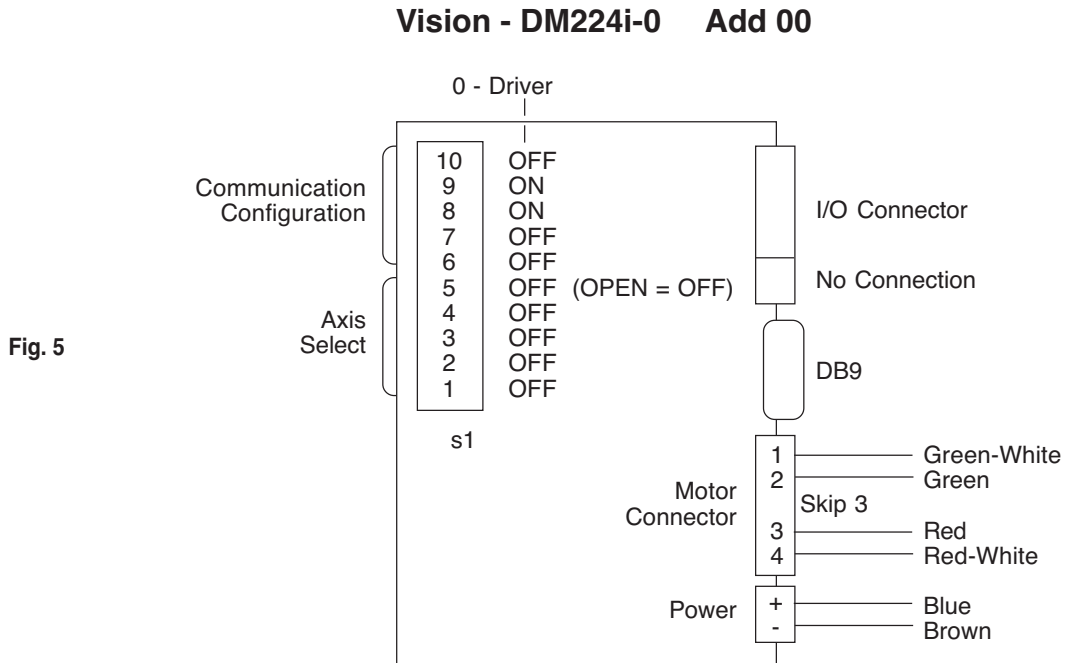 Vision - DM224i-0 Add 00
0 - Driver
Communication
Configuration
10 OFF
9 ON
8 ON
7 OFF
6 OFF
5 OFF (OPEN = OFF)
4 OFF
3 OFF
2 OFF
1 OFF
Axis
Select
Fig. 5
s1
I/O Connector
No Connection
DB9
Motor
Connector
1 Green-White
2 Green
Skip 3
3 Red
4 Red-White
Power
+ Blue
- Brown